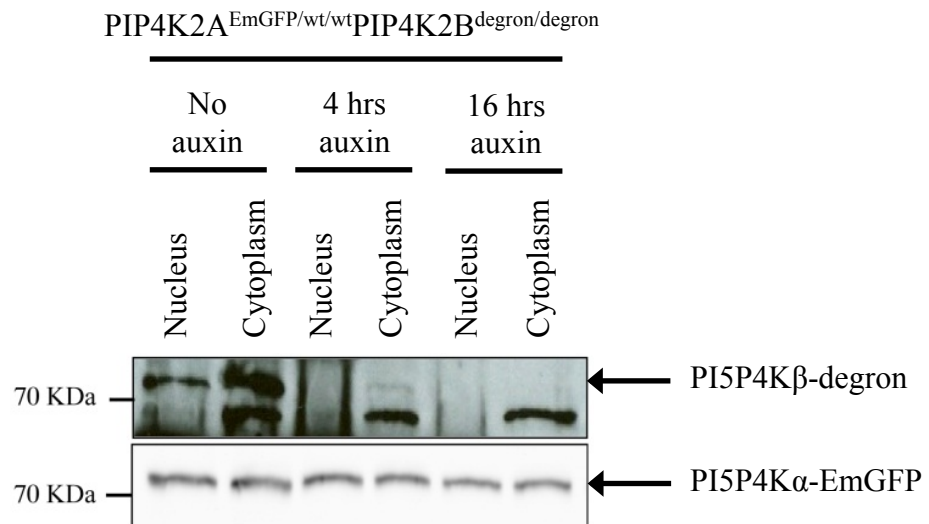 PIP4K2A^EmGFP/wt/wt PIP4K2B^degron/degron
No auxin
4 hrs auxin
16 hrs auxin
Nucleus
Cytoplasm
Nucleus
Cytoplasm
Nucleus
Cytoplasm
70 KDa
PI5P4Kβ-degron
70 KDa
PI5P4Kα-EmGFP